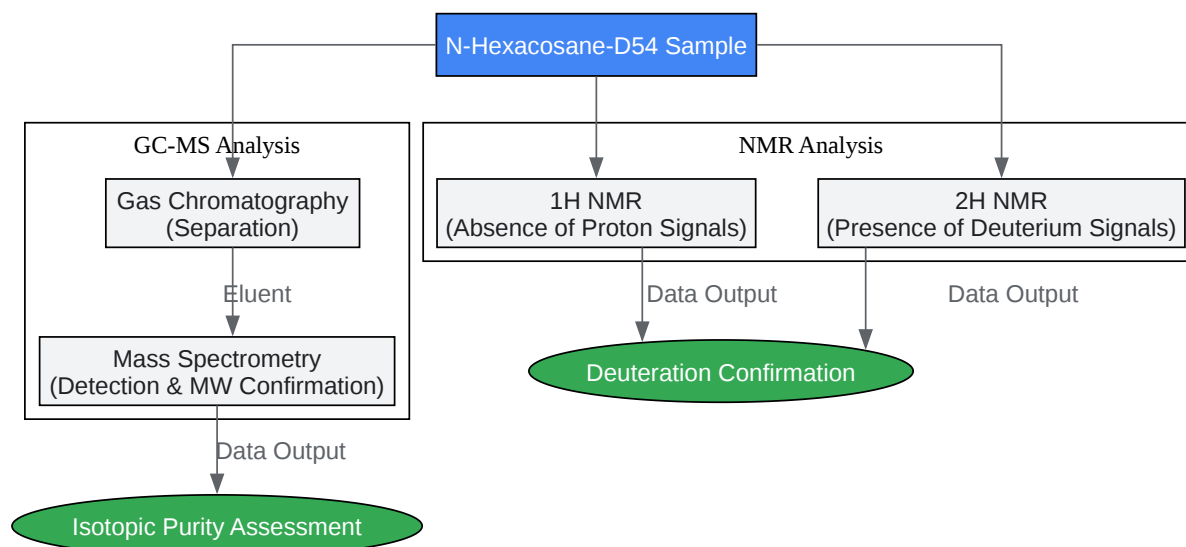 N-Hexacosane-D54 Sample
GC-MS Analysis
NMR Analysis
Gas Chromatography
(Separation)
1H NMR
(Absence of Proton Signals)
2H NMR
(Presence of Deuterium Signals)
Eluent
Data Output
Data Output
Mass Spectrometry
(Detection & MW Confirmation)
Deuteration Confirmation
Data Output
Isotopic Purity Assessment